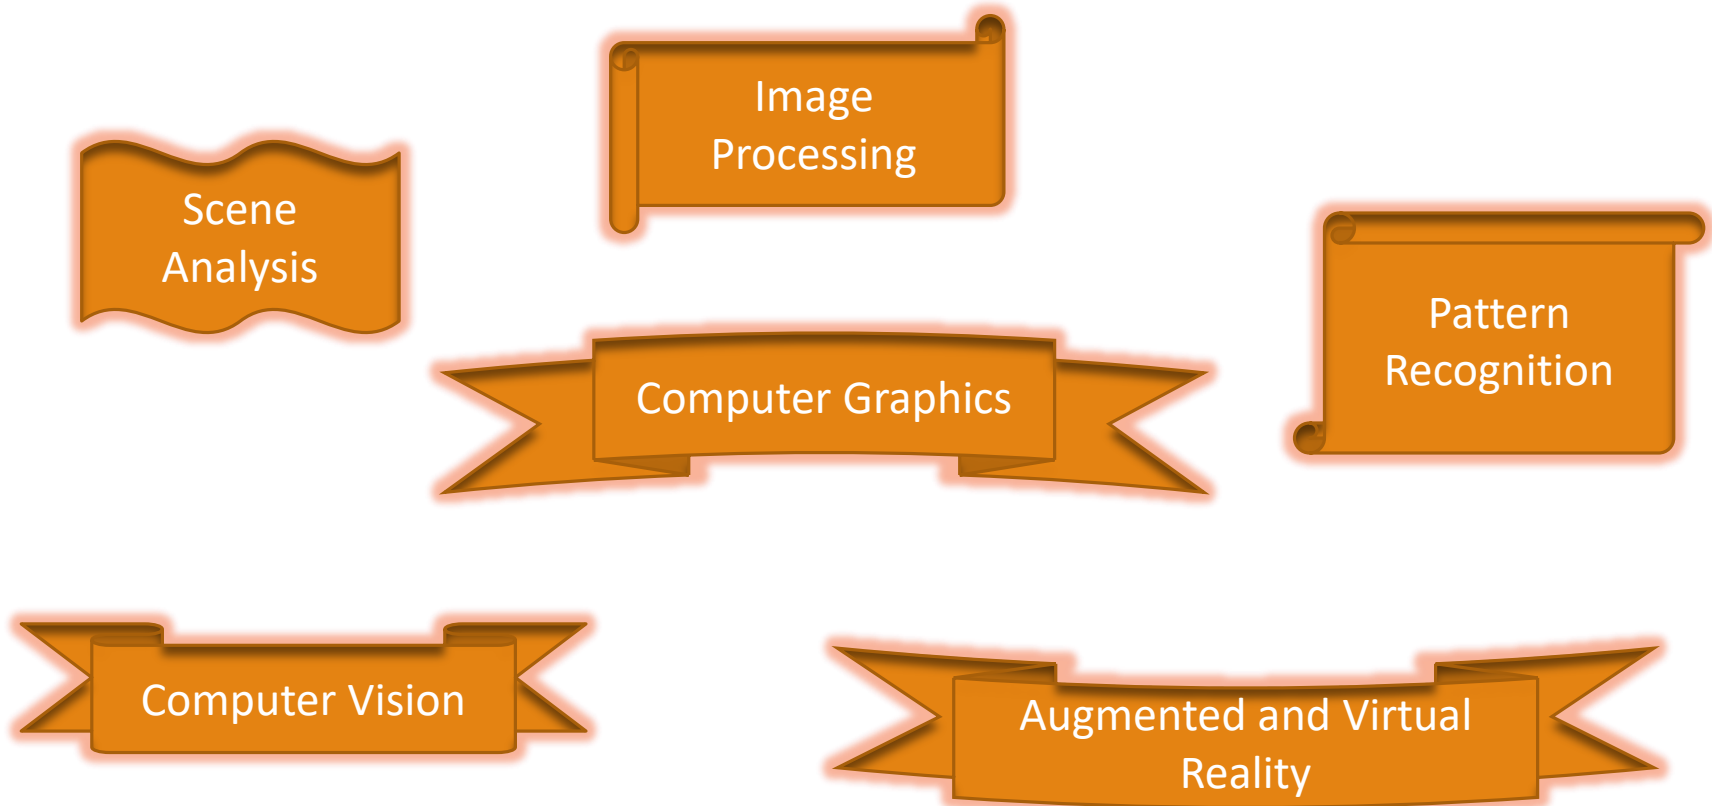 Image
Processing
Scene
Analysis
Pattern
Recognition
Computer Graphics
Computer Vision
Augmented and Virtual
Reality